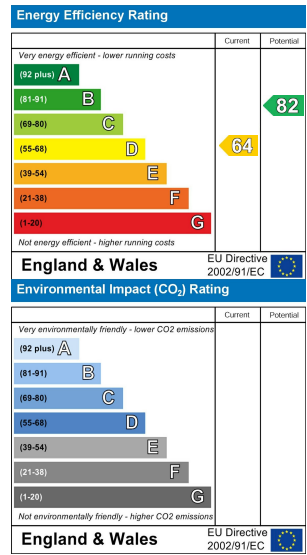 Energy Efficiency Rating
Current Potential
Very energy efficient - lower running costs
(92 plus) A
(81-91) B
(69-80) C
(55-68) D
(39-54) E
(21-38) F
(1-20) G
64
82
Not energy efficient - higher running costs
England & Wales
EU Directive
2002/91/EC
Environmental Impact (CO₂) Rating
Current Potential
Very environmentally friendly - lower CO2 emissions
(92 plus) A
(81-91) B
(69-80) C
(55-68) D
(39-54) E
(21-38) F
(1-20) G
Not environmentally friendly - higher CO2 emissions
England & Wales
EU Directive
2002/91/EC